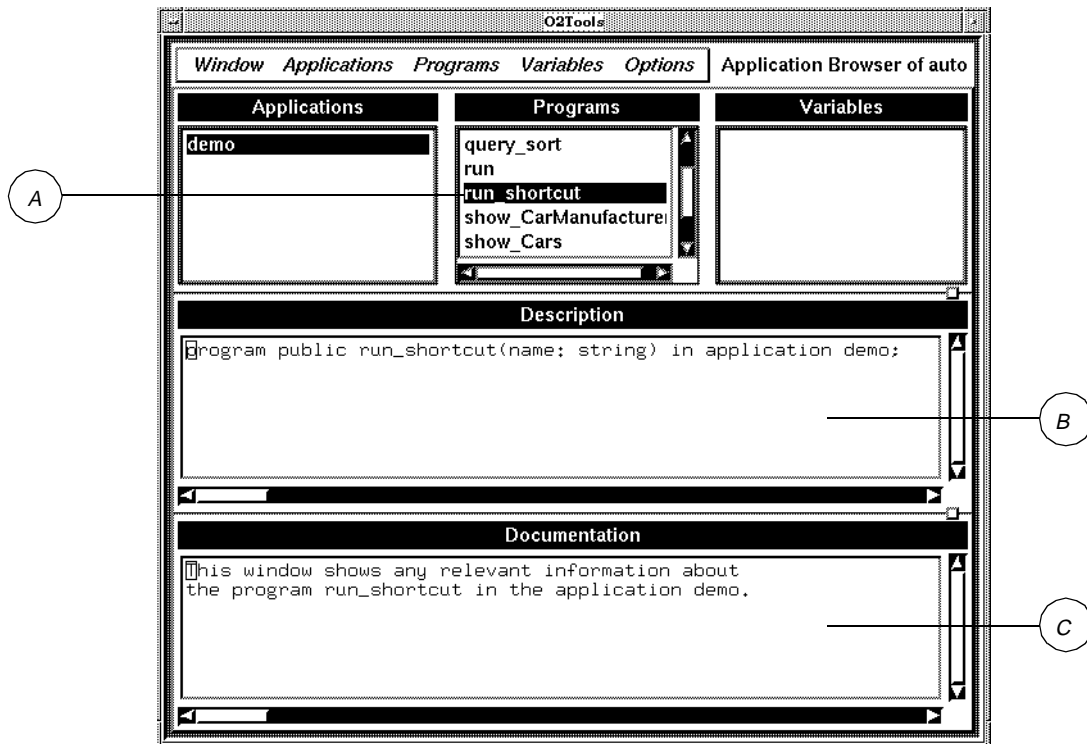 O2Tools
Window Applications Programs Variables Options Application Browser of auto
Applications Programs Variables
demo
query_sort
run
run_shortcut
show_CarManufacturer
show_Cars
A
Description
program public run_shortcut(name: string) in application demo;
B
Documentation
This window shows any relevant information about
the program run_shortcut in the application demo.
C